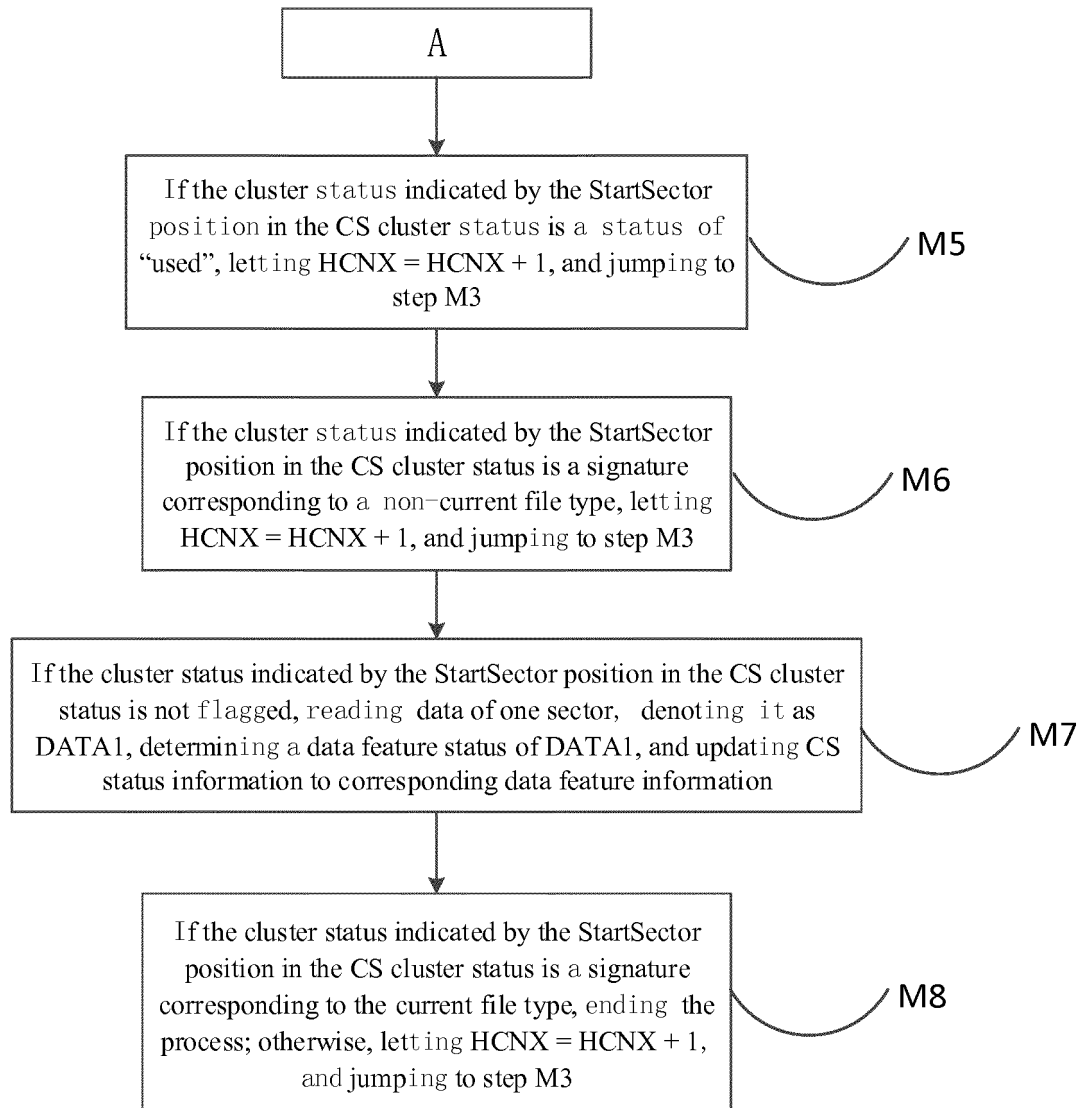 A
If the cluster status indicated by the StartSector
position in the CS cluster status is a status of
“used”, letting HCNX = HCNX + 1, and jumping to
step M3
M5
If the cluster status indicated by the StartSector
position in the CS cluster status is a signature
corresponding to a non-current file type, letting
HCNX = HCNX + 1, and jumping to step M3
M6
If the cluster status indicated by the StartSector position in the CS cluster
status is not flagged, reading data of one sector, denoting it as
DATA1, determining a data feature status of DATA1, and updating CS
status information to corresponding data feature information
M7
If the cluster status indicated by the StartSector
position in the CS cluster status is a signature
corresponding to the current file type, ending the
process; otherwise, letting HCNX = HCNX + 1,
and jumping to step M3
M8